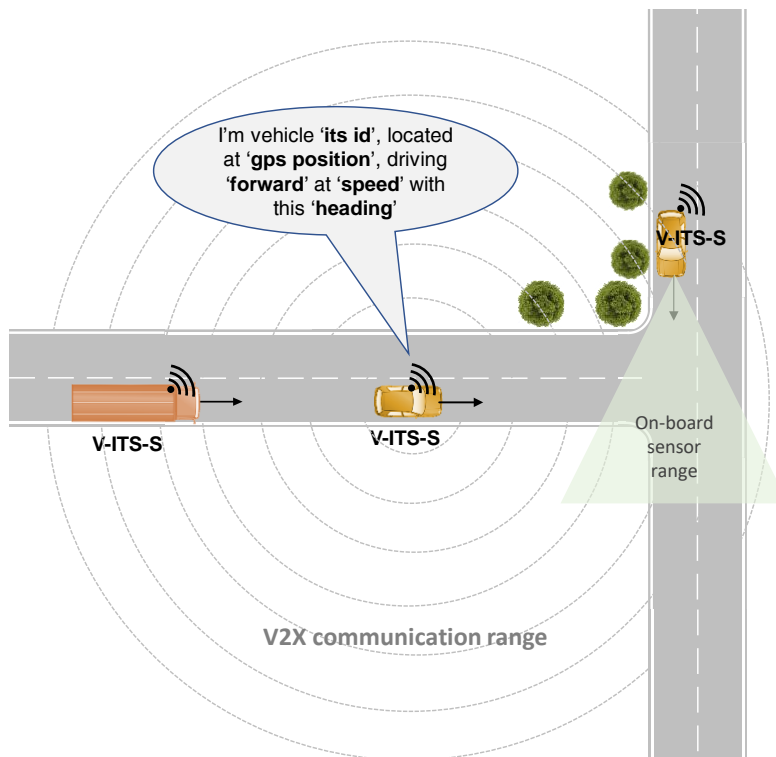 I'm vehicle ‘its id’, located
at ‘gps position’, driving
‘forward’ at ‘speed’ with
this ‘heading’
V-ITS-S
V-ITS-S
V-ITS-S
On-board
sensor
range
V2X communication range